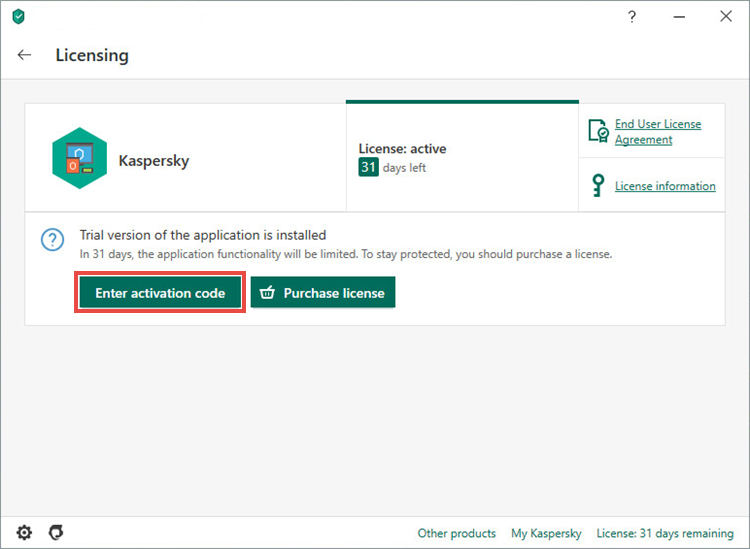 ?
Licensing
Kaspersky
License: active
31 days left
End User License
Agreement
License information
Trial version of the application is installed
In 31 days, the application functionality will be limited. To stay protected, you should purchase a license.
Enter activation code
Purchase license
Other products
My Kaspersky
License: 31 days remaining